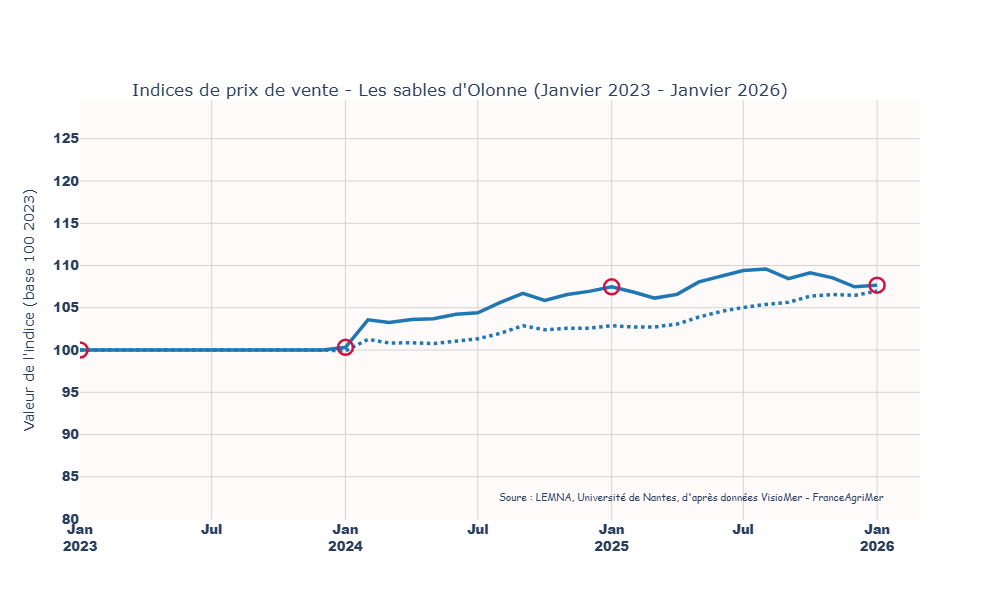 Indices de prix de vente - Les sables d'Olonne (Janvier 2023 - Janvier 2026)
Valeur de l'indice (base 100 2023)
125
120
115
110
105
100
95
90
85
80
Soure : LEMNA, Université de Nantes, d'après données VisioMer - FranceAgriMer
Jan Jul Jan Jul Jan Jul Jan
2023 2024 2025 2026